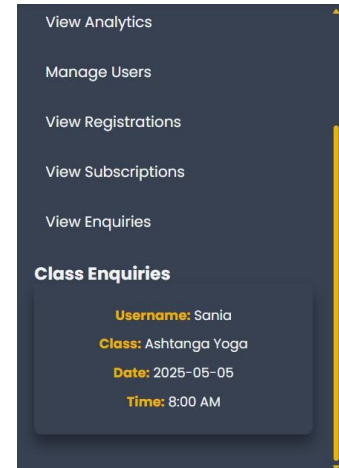 View Analytics
Manage Users
View Registrations
View Subscriptions
View Enquiries
Class Enquiries
Username: Sania
Class: Ashtanga Yoga
Date: 2025-05-05
Time: 8:00 AM